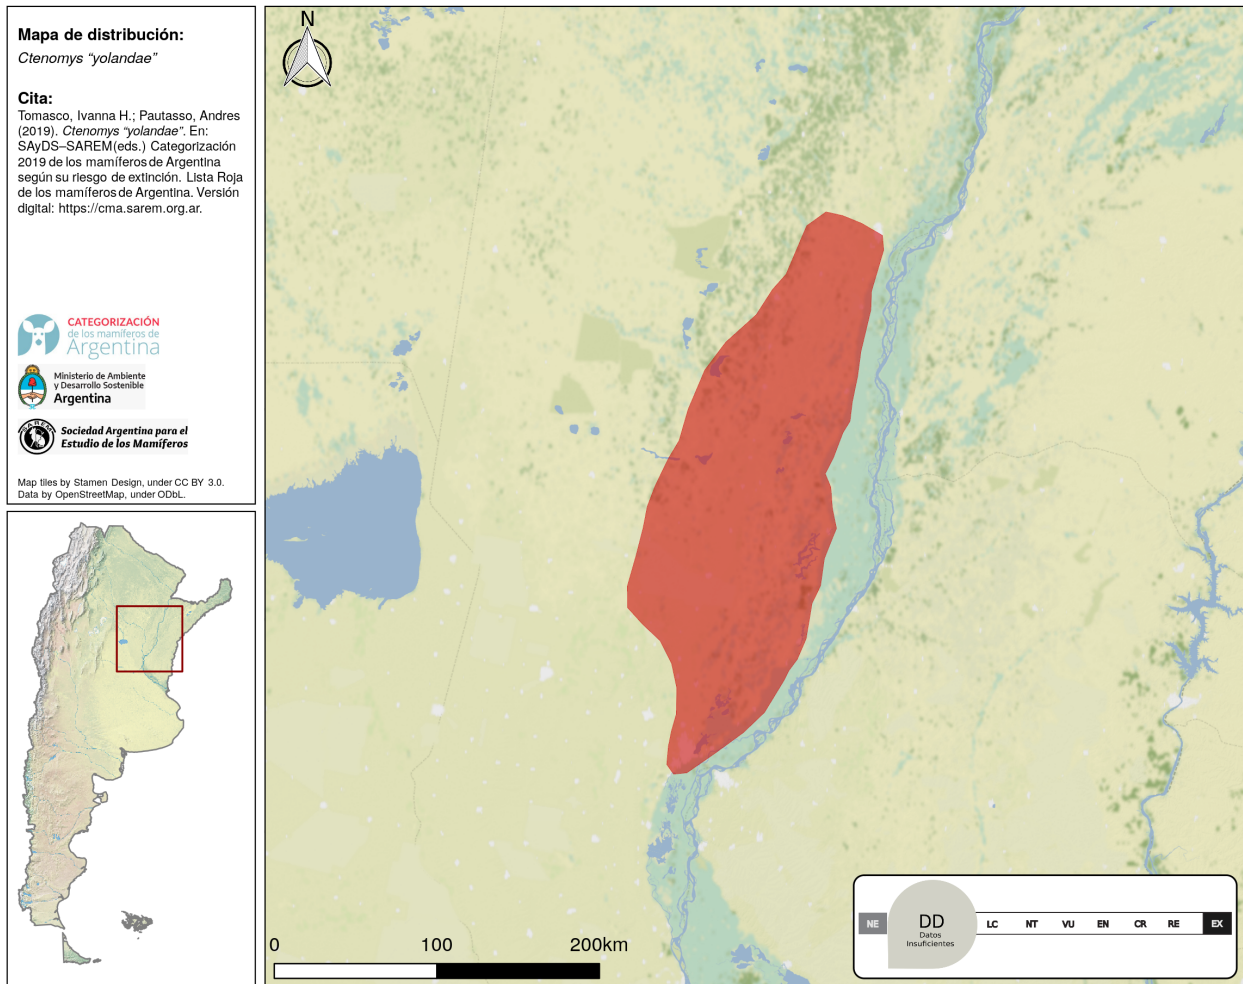 Mapa de distribución:
Ctenomys “yolandae”
Cita:
Tomasco, Ivanna H.; Pautasso, Andres
(2019). Ctenomys “yolandae”. En:
SAyDS–SAREM(eds.) Categorización
2019 de los mamíferos de Argentina
según su riesgo de extinción. Lista Roja
de los mamíferos de Argentina. Versión
digital: https://cma.sarem.org.ar.
CATEGORIZACIÓN
de los mamíferos de
Argentina
Ministerio de Ambiente
y Desarrollo Sostenible
Argentina
SAREM
Sociedad Argentina para el
Estudio de los Mamíferos
Map tiles by Stamen Design, under CC BY 3.0.
Data by OpenStreetMap, under ODbL.
N
0 100 200km
NE DD LC NT VU EN CR RE EX
Datos
Insuficientes